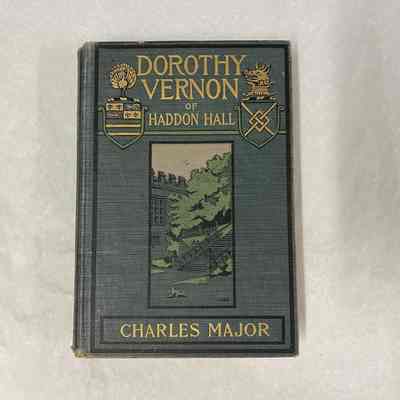 DOROTHY
VERNON
OF
HADDON HALL
CHARLES MAJOR